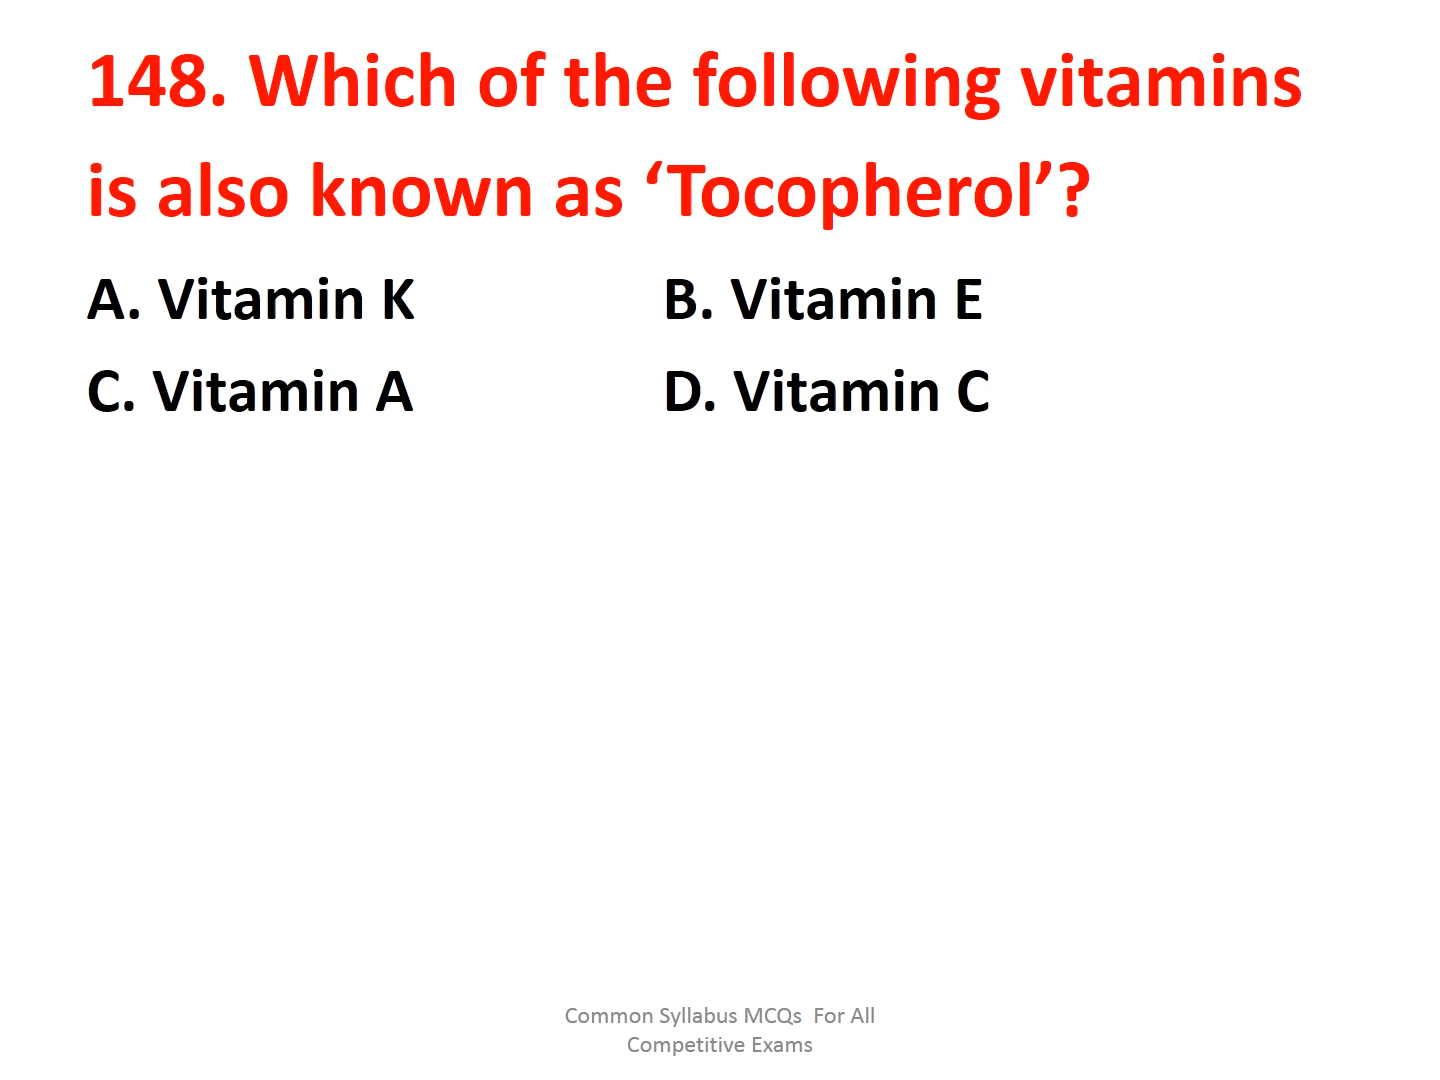 148. Which of the following vitamins
is also known as ‘Tocopherol’?
A. Vitamin K B. Vitamin E
C. Vitamin A D. Vitamin C
Common Syllabus MCQs For All
Competitive Exams